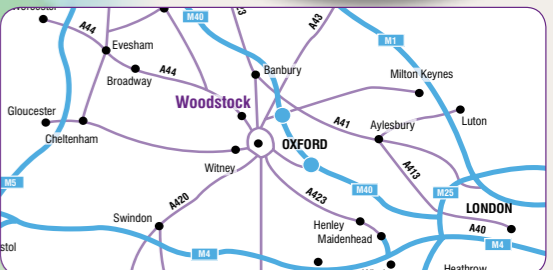 M40
A43
M1
A44
Evesham
A44
Broadway
Banbury
Milton Keynes
Woodstock
Gloucester
Cheltenham
A41
Aylesbury
Luton
OXFORD
Witney
A413
M5
A420
A423
M40
M25
LONDON
Swindon
Henley
Maidenhead
A40
M4
M4
Heathrow